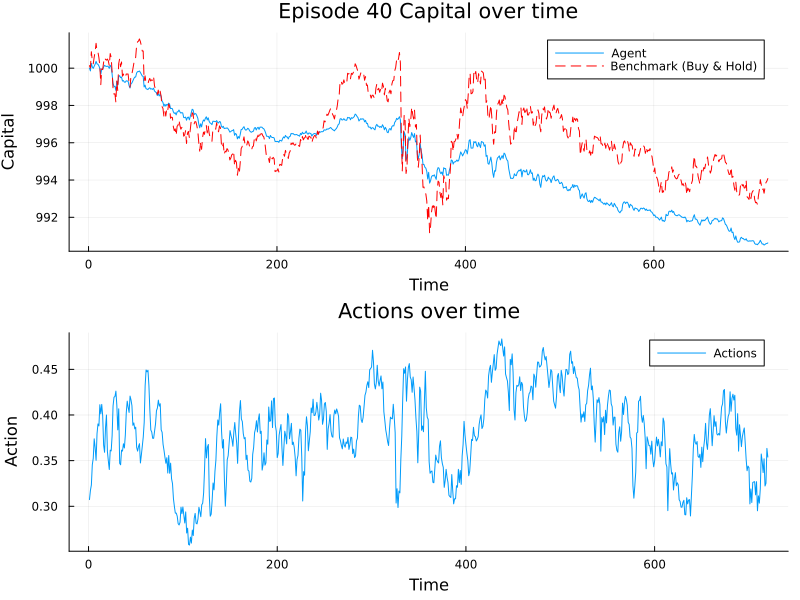 Episode 40 Capital over time
Capital
1000
998
996
994
992
Agent
Benchmark (Buy & Hold)
0
200
400
600
Time
Actions over time
Action
0.45
0.40
0.35
0.30
Actions
0
200
400
600
Time